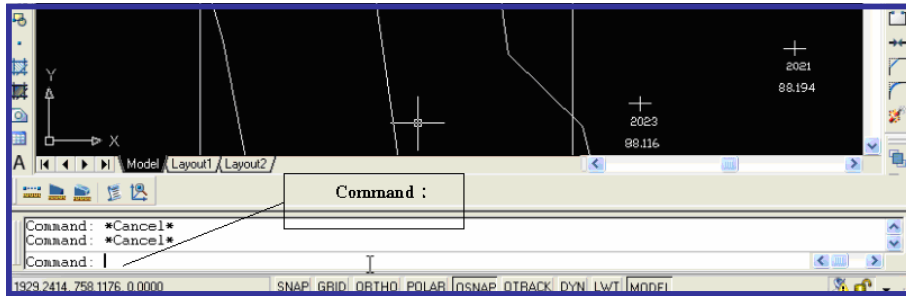 2021
88.194
2023
88.116
Y
X
A
Model Layout1 Layout2
Command :
Command: *Cancel*
Command: *Cancel*
Command:
1929.2414, 758.1176, 0.0000 SNAP GRID ORTHO POLAR OSNAP OTRACK DYN LWT MODEL